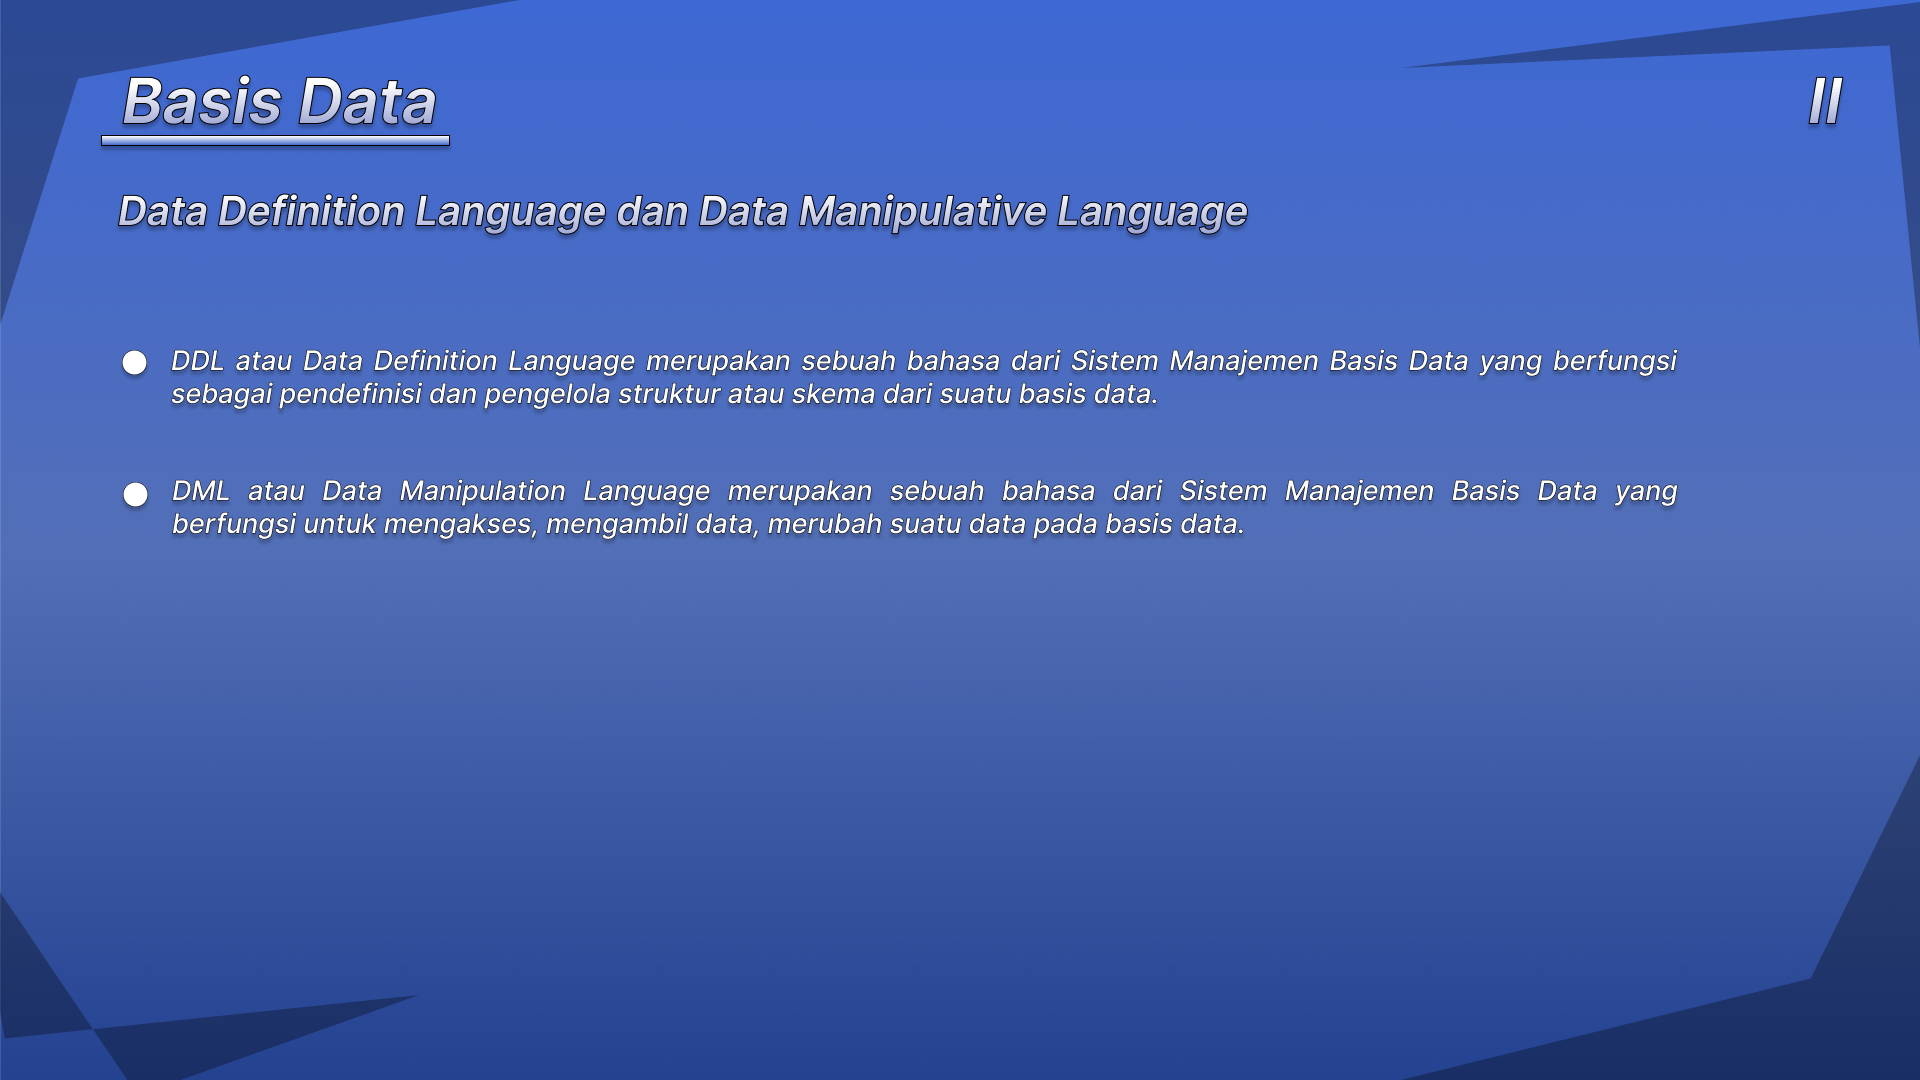 Basis Data
II
Data Definition Language dan Data Manipulative Language
DDL atau Data Definition Language merupakan sebuah bahasa dari Sistem Manajemen Basis Data yang berfungsi
sebagai pendefinisi dan pengelola struktur atau skema dari suatu basis data.
DML atau Data Manipulation Language merupakan sebuah bahasa dari Sistem Manajemen Basis Data yang
berfungsi untuk mengakses, mengambil data, merubah suatu data pada basis data.